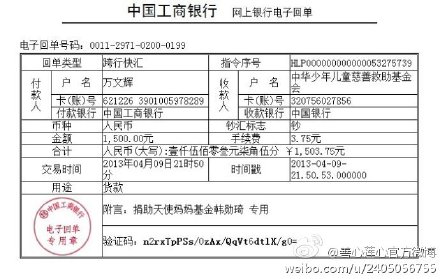 中国工商银行 网上银行电子回单
电子回单号码：0011-2971-0200-0199
回单类型 跨行快汇 指令序号 HLP000000000000053275739
付款人 户 名 万文辉 收款人 户 名 中华少年儿童慈善救助基金会
卡(账)号 621226 3901005978289 卡(账)号 320756027856
付款银行 中国工商银行 收款银行 中国银行
币种 人民币 钞汇标志 钞
金额 1,500.00元 手续费 3.75元
合计 人民币(大写):壹仟伍佰零叁元柒角伍分 ￥1,503.75元
交易时间 2013年04月09日21时50分 时间戳 2013-04-09-21.50.53.000000
用途 货款
中国工商银行
电子回单
专用章
附言：捐助天使妈妈基金韩勋琦 专用
验证码：n2rxTpPSs/0zAx/QqVt6dtlX/g0=
@善心莲心官方微博
weibo.com/u/2405056755